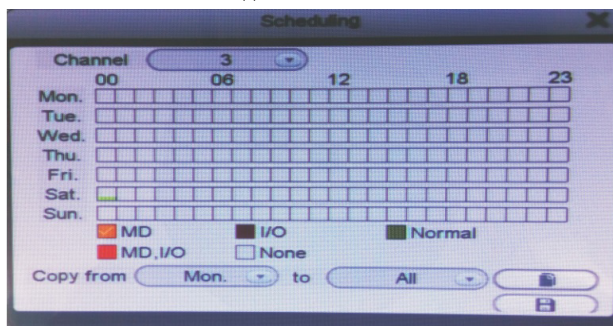 Scheduling
Channel 3
00 06 12 18 23
Mon.
Tue.
Wed.
Thu.
Fri.
Sat.
Sun.
MD I/O Normal
MD,I/O None
Copy from Mon. to All